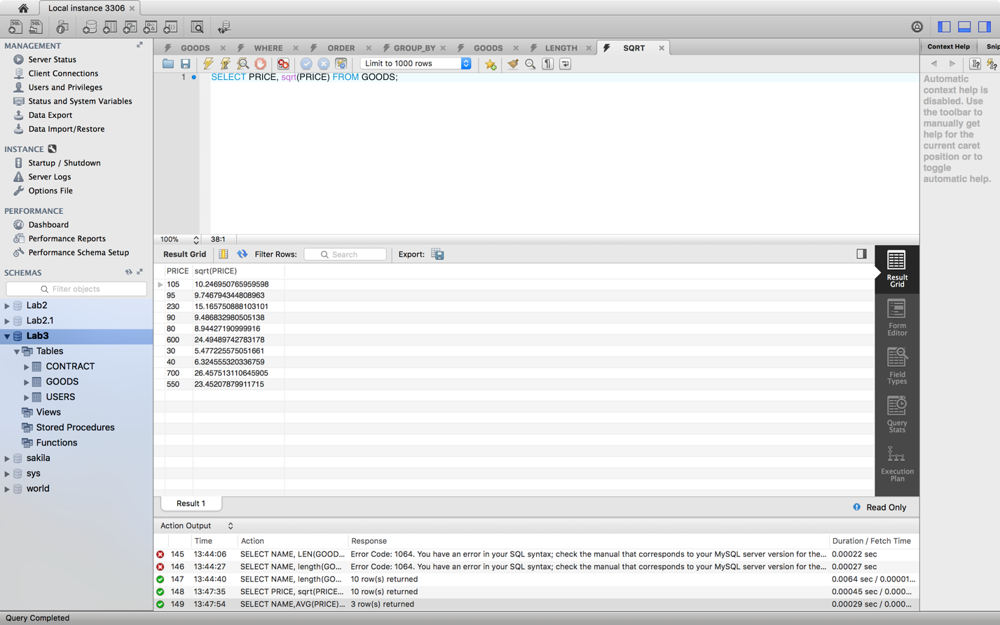 Local instance 3306
MANAGEMENT
Server Status
Client Connections
Users and Privileges
Status and System Variables
Data Export
Data Import/Restore
INSTANCE
Startup / Shutdown
Server Logs
Options File
PERFORMANCE
Dashboard
Performance Reports
Performance Schema Setup
SCHEMAS
Filter objects
Lab2
Lab2.1
Lab3
Tables
CONTRACT
GOODS
USERS
Views
Stored Procedures
Functions
sakila
sys
world
GOODS WHERE ORDER GROUP_BY GOODS LENGTH SQRT
Limit to 1000 rows
1 SELECT PRICE, sqrt(PRICE) FROM GOODS;
100% 38:1
Result Grid Filter Rows: Search Export:
PRICE sqrt(PRICE)
105 10.246950765959598
95 9.746794344808963
230 15.165750888103101
90 9.486832980505138
80 8.94427190999916
600 24.49489742783178
30 5.477225575051661
40 6.324555320336759
700 26.457513110645905
550 23.45207879911715
Result
Grid
Form
Editor
Field
Types
Query
Stats
Execution
Plan
Result 1
Read Only
Action Output
Time Action Response Duration / Fetch Time
145 13:44:06 SELECT NAME, LEN(GOOD... Error Code: 1064. You have an error in your SQL syntax; check the manual that corresponds to your MySQL server version for the... 0.00022 sec
146 13:44:27 SELECT NAME, length(GO... Error Code: 1064. You have an error in your SQL syntax; check the manual that corresponds to your MySQL server version for the... 0.00027 sec
147 13:44:40 SELECT NAME, length(GO... 10 row(s) returned 0.0064 sec / 0.00001...
148 13:47:35 SELECT PRICE, sqrt(PRICE... 10 row(s) returned 0.00045 sec / 0.000...
149 13:47:54 SELECT NAME,AVG(PRICE)... 3 row(s) returned 0.00029 sec / 0.000...
Context Help Snip
Automatic
context help is
disabled. Use
the toolbar to
manually get
help for the
current caret
position or to
toggle
automatic help.
Query Completed